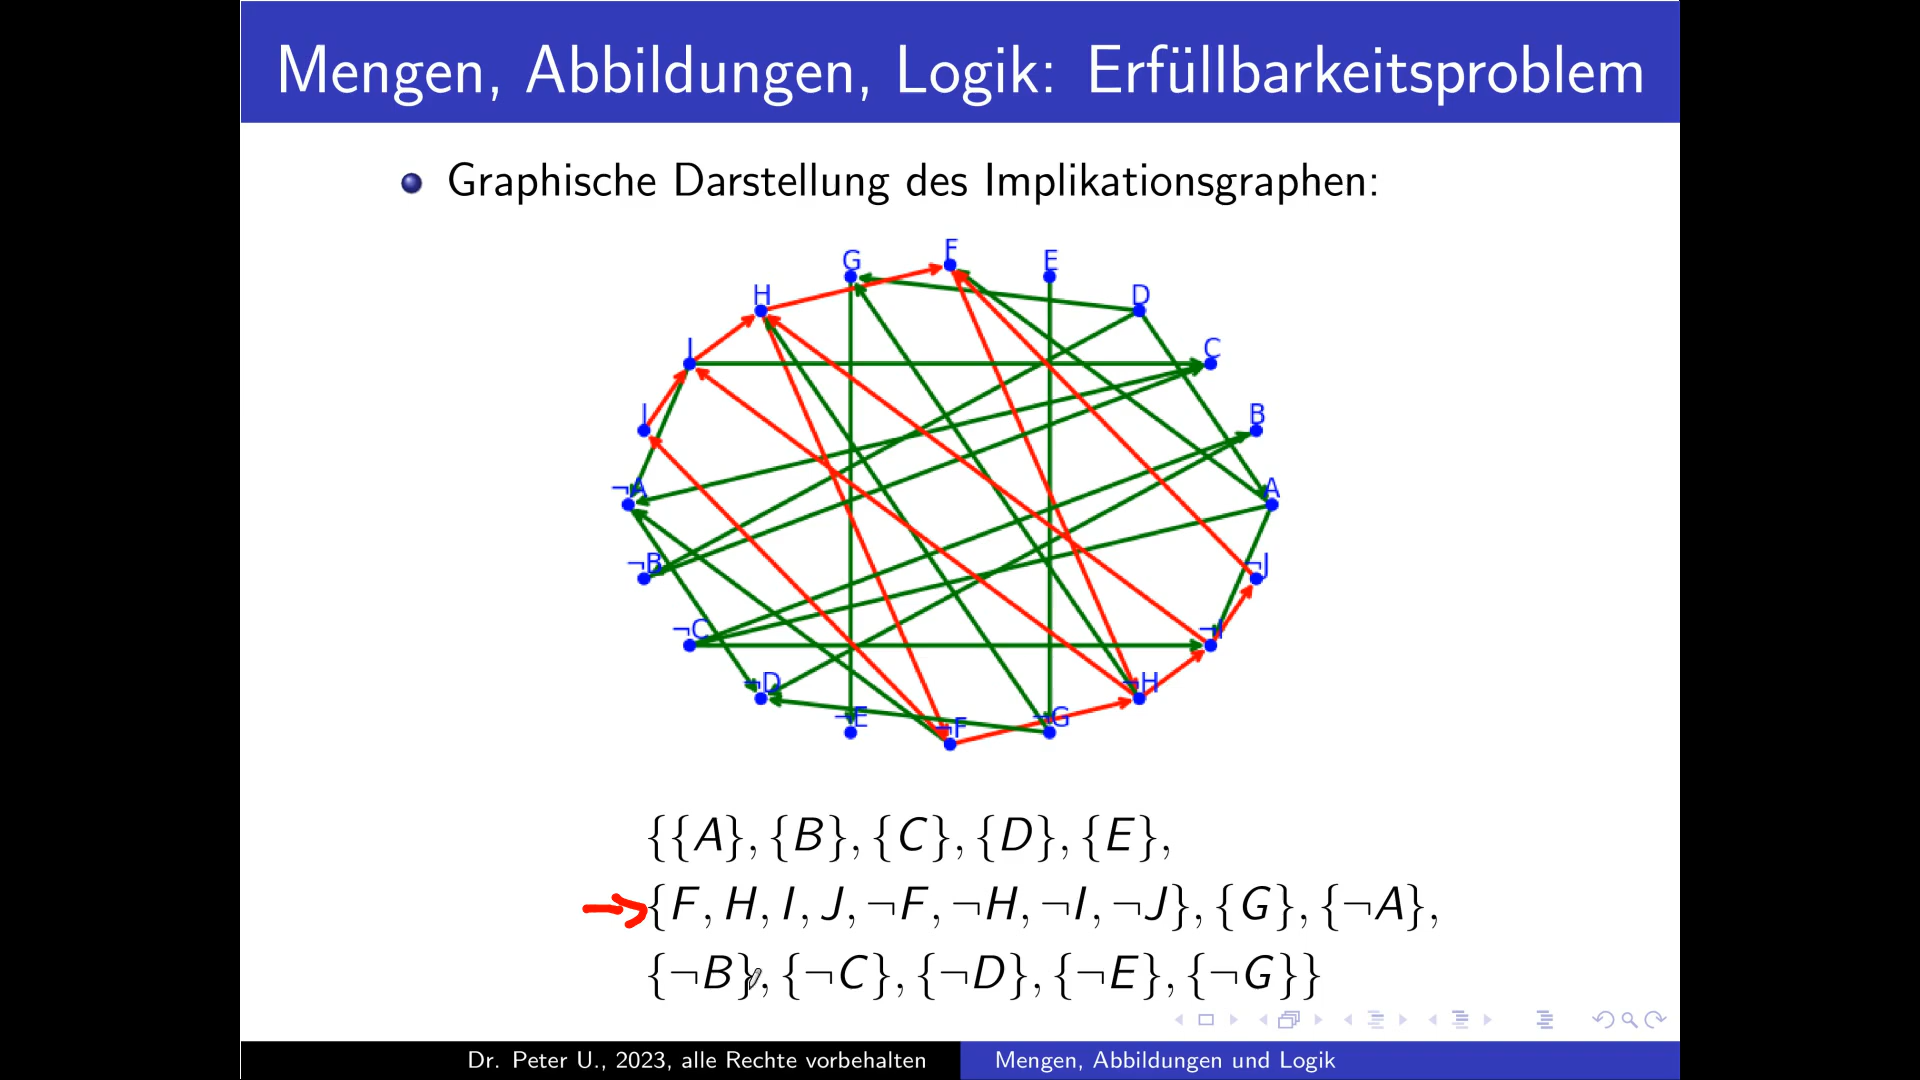 Mengen, Abbildungen, Logik: Erfüllbarkeitsproblem
Graphische Darstellung des Implikationsgraphen:
F
G
E
H
D
I
C
J
B
¬A
A
¬B
¬J
¬C
¬I
¬D
¬H
¬E
¬G
¬F
{{A}, {B}, {C}, {D}, {E},
{F, H, I, J, ¬F, ¬H, ¬I, ¬J}, {G}, {¬A},
{¬B}, {¬C}, {¬D}, {¬E}, {¬G}}
Dr. Peter U., 2023, alle Rechte vorbehalten
Mengen, Abbildungen und Logik